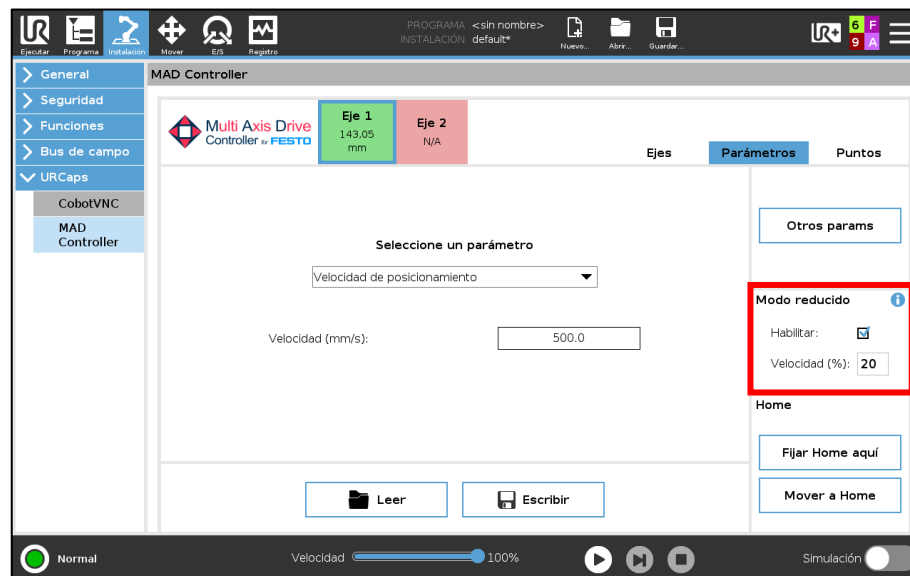 PROGRAMA <sin nombre>
INSTALACIÓN default*
Ejecutar Programa Instalación Mover E/S Registro Nuevo... Abrir... Guardar...
UR+
6 F
9 A
General
Seguridad
Funciones
Bus de campo
URCaps
CobotVNC
MAD
Controller
MAD Controller
Multi Axis Drive
Controller by FESTO
Eje 1
143,05
mm
Eje 2
N/A
Ejes Parámetros Puntos
Seleccione un parámetro
Velocidad de posicionamiento
Velocidad (mm/s): 500.0
Leer Escribir
Otros params
Modo reducido i
Habilitar:
Velocidad (%): 20
Home
Fijar Home aquí
Mover a Home
Normal Velocidad 100% Simulación